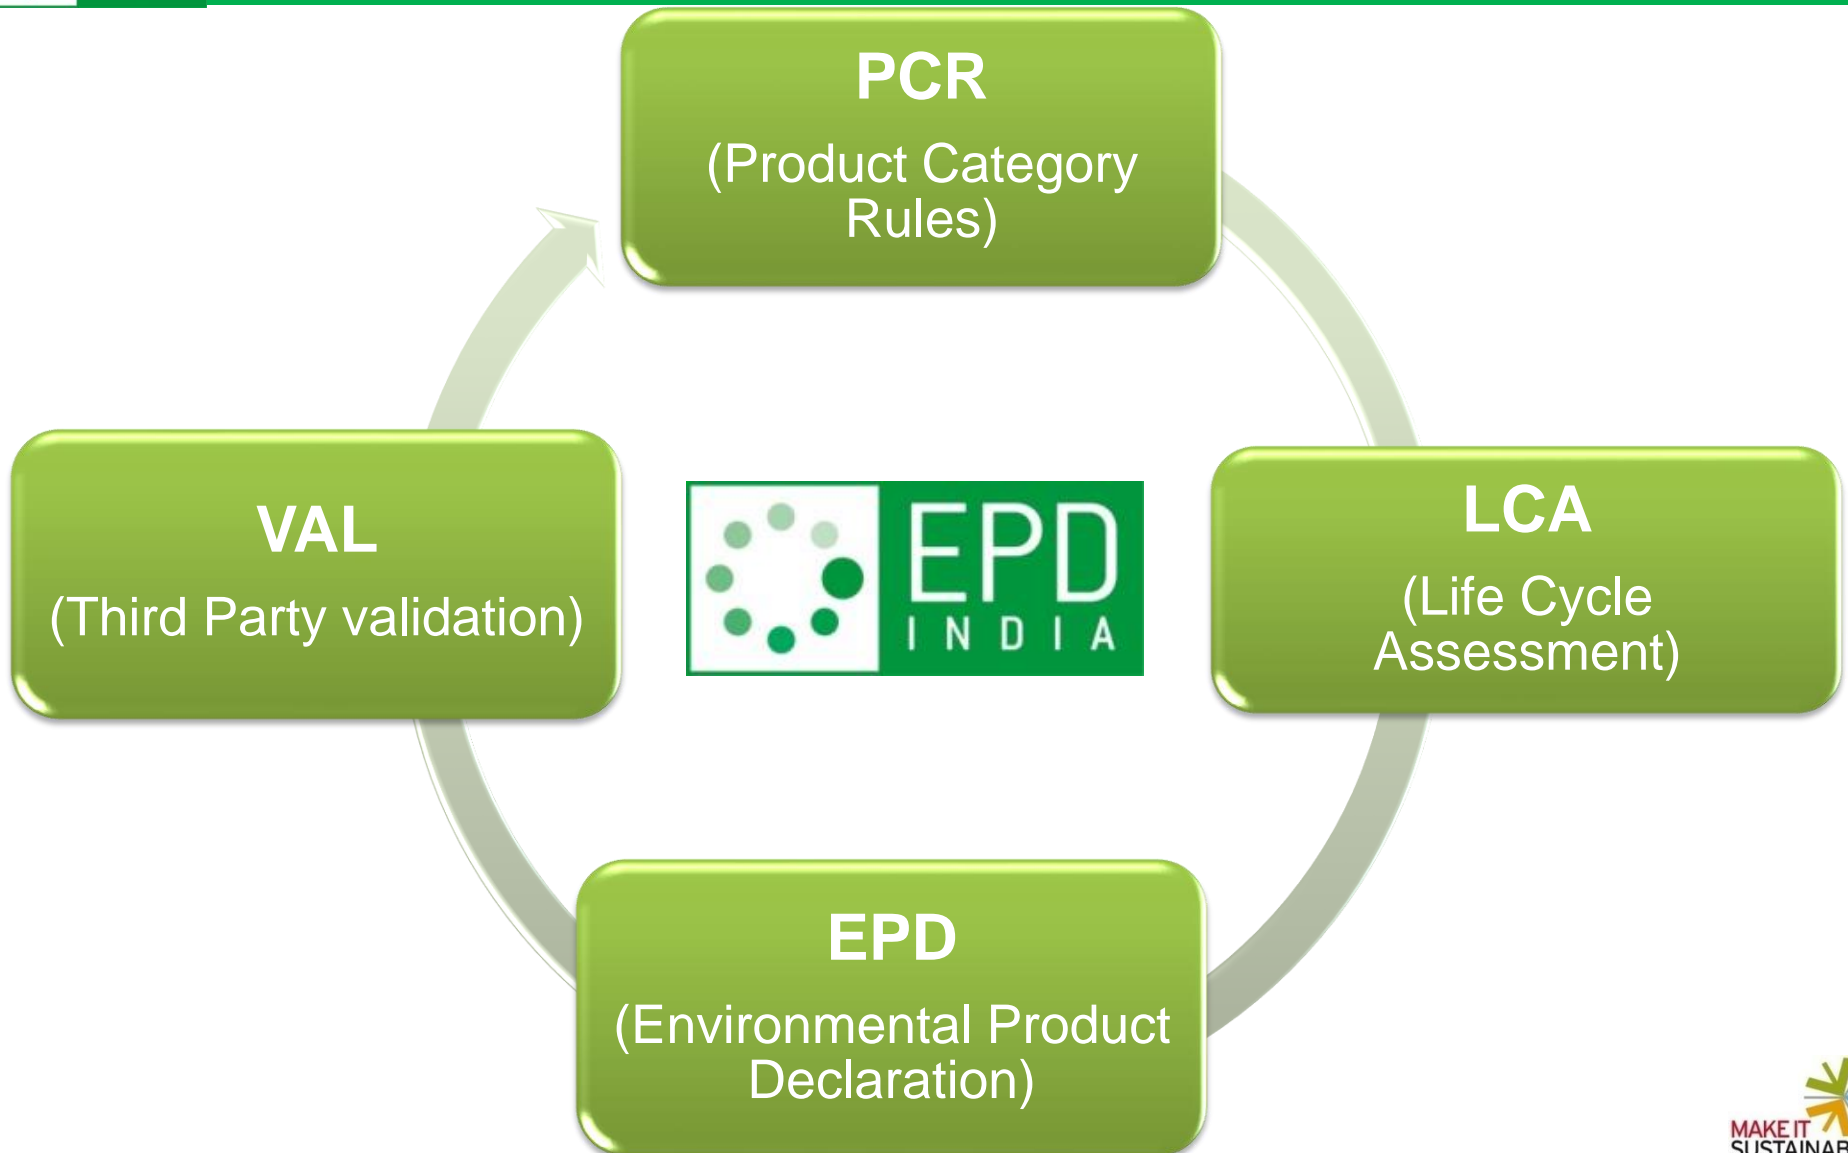 PCR
(Product Category
Rules)
VAL
(Third Party validation)
EPD
INDIA
LCA
(Life Cycle
Assessment)
EPD
(Environmental Product
Declaration)
MAKE IT